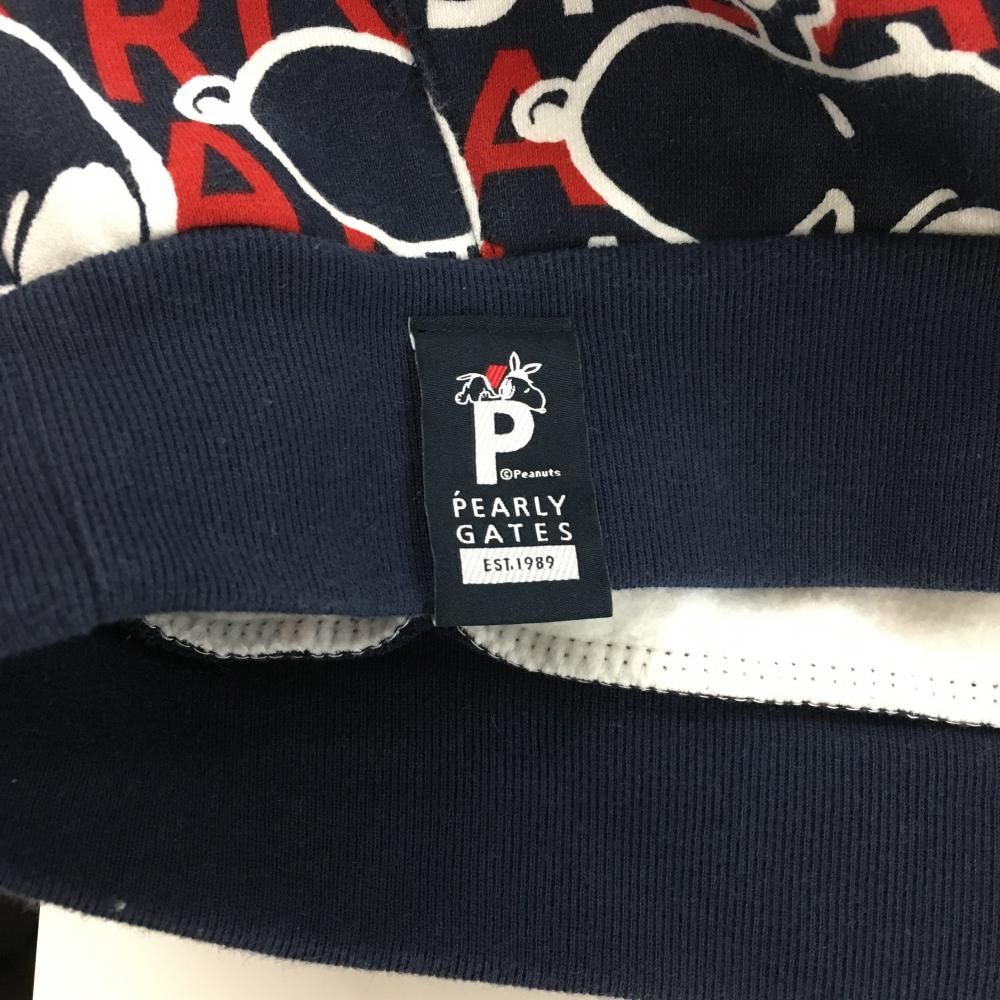 P
©Peanuts
PEARLY
GATES
EST.1989